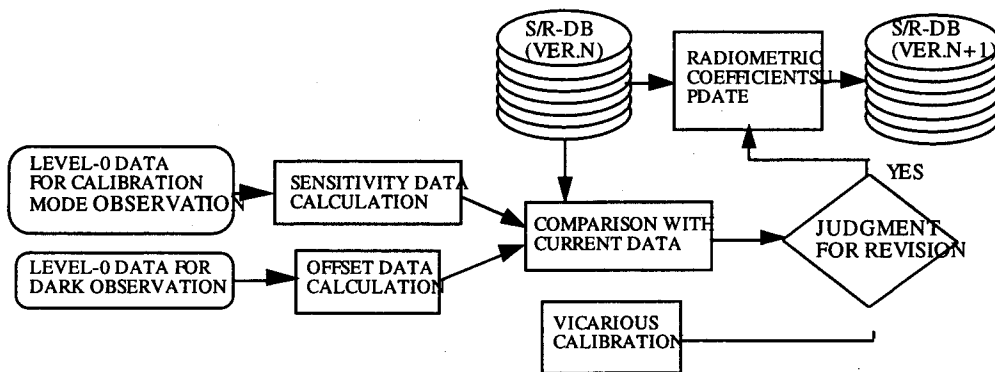 S/R-DB
(VER.N)
RADIOMETRIC
COEFFICIENTSU
PDATE
S/R-DB
(VER.N+1)
LEVEL-0 DATA
FOR CALIBRATION
MODE OBSERVATION
SENSITIVITY DATA
CALCULATION
COMPARISON WITH
CURRENT DATA
YES
JUDGMENT
FOR REVISION
LEVEL-0 DATA FOR
DARK OBSERVATION
OFFSET DATA
CALCULATION
VICARIOUS
CALIBRATION